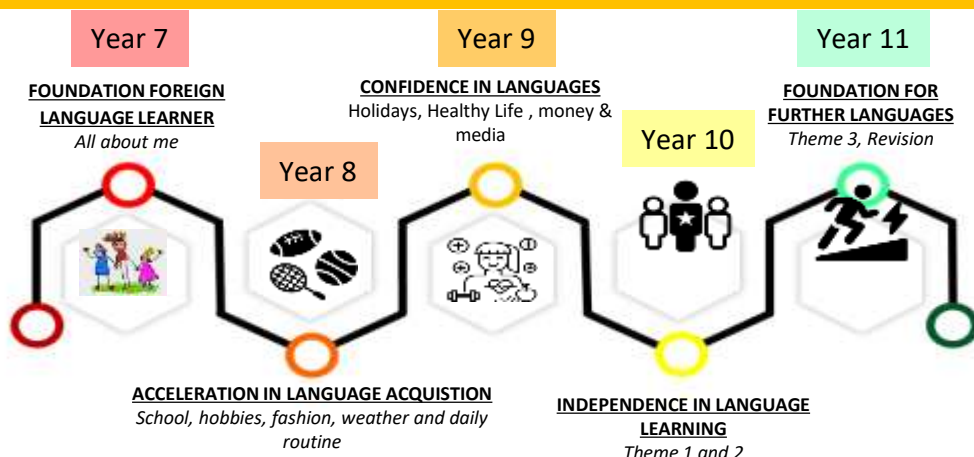 Year 7
FOUNDATION FOREIGN
LANGUAGE LEARNER
All about me
Year 8
ACCELERATION IN LANGUAGE ACQUISTION
School, hobbies, fashion, weather and daily
routine
Year 9
CONFIDENCE IN LANGUAGES
Holidays, Healthy Life , money &
media
Year 10
INDEPENDENCE IN LANGUAGE
LEARNING
Theme 1 and 2
Year 11
FOUNDATION FOR
FURTHER LANGUAGES
Theme 3, Revision